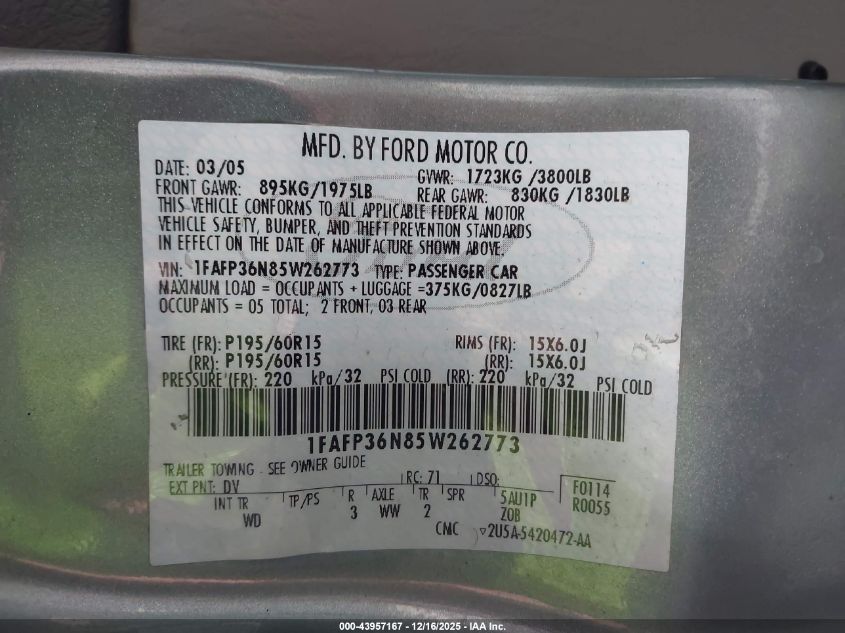 MFD. BY FORD MOTOR CO.
DATE: 03/05 GVWR: 1723KG /3800LB
FRONT GAWR: 895KG/1975LB REAR GAWR: 830KG /1830LB
THIS VEHICLE CONFORMS TO ALL APPLICABLE FEDERAL MOTOR
VEHICLE SAFETY, BUMPER, AND THEFT PREVENTION STANDARDS
IN EFFECT ON THE DATE OF MANUFACTURE SHOWN ABOVE.
VIN: 1FAFP36N85W262773 TYPE: PASSENGER CAR
MAXIMUM LOAD = OCCUPANTS + LUGGAGE =375KG/0827LB
OCCUPANTS = 05 TOTAL; 2 FRONT, 03 REAR
TIRE (FR): P195/60R15 RIMS (FR): 15X6.0J
(RR): P195/60R15 (RR): 15X6.0J
PRESSURE (FR): 220 kPa/32 PSI COLD (RR): 220 kPa/32 PSI COLD
1FAFP36N85W262773
TRAILER TOWING - SEE OWNER GUIDE
EXT PNT: DV RC: 71 DSO: F0114
INT TR TP/PS R AXLE TR SPR 5AU1P R0055
WD 3 WW 2 ZOB
CMC 2U5A-5420472-AA
000-43957167 - 12/16/2025 - IAA Inc.